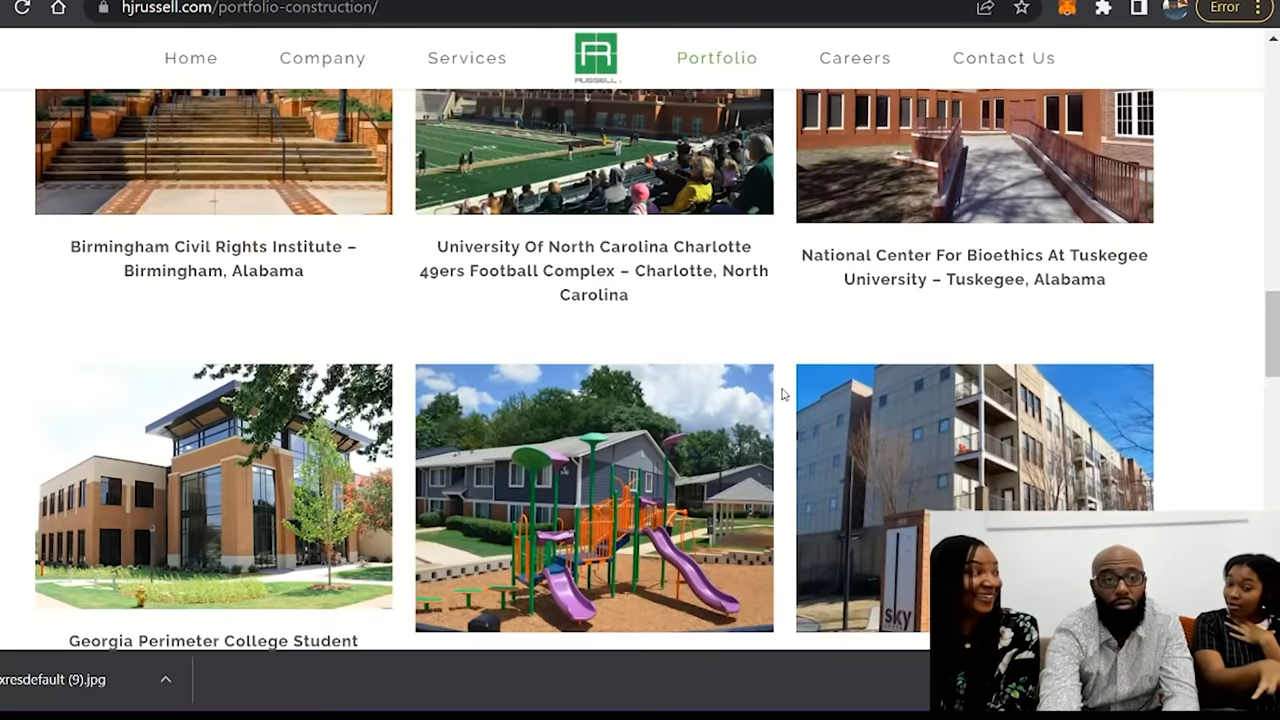 hjrussell.com/portfolio-construction/
Error
Home
Company
Services
RUSSELL
Portfolio
Careers
Contact Us
Birmingham Civil Rights Institute –
Birmingham, Alabama
University Of North Carolina Charlotte
49ers Football Complex – Charlotte, North
Carolina
National Center For Bioethics At Tuskegee
University – Tuskegee, Alabama
sky
Georgia Perimeter College Student
xresdefault (9).jpg